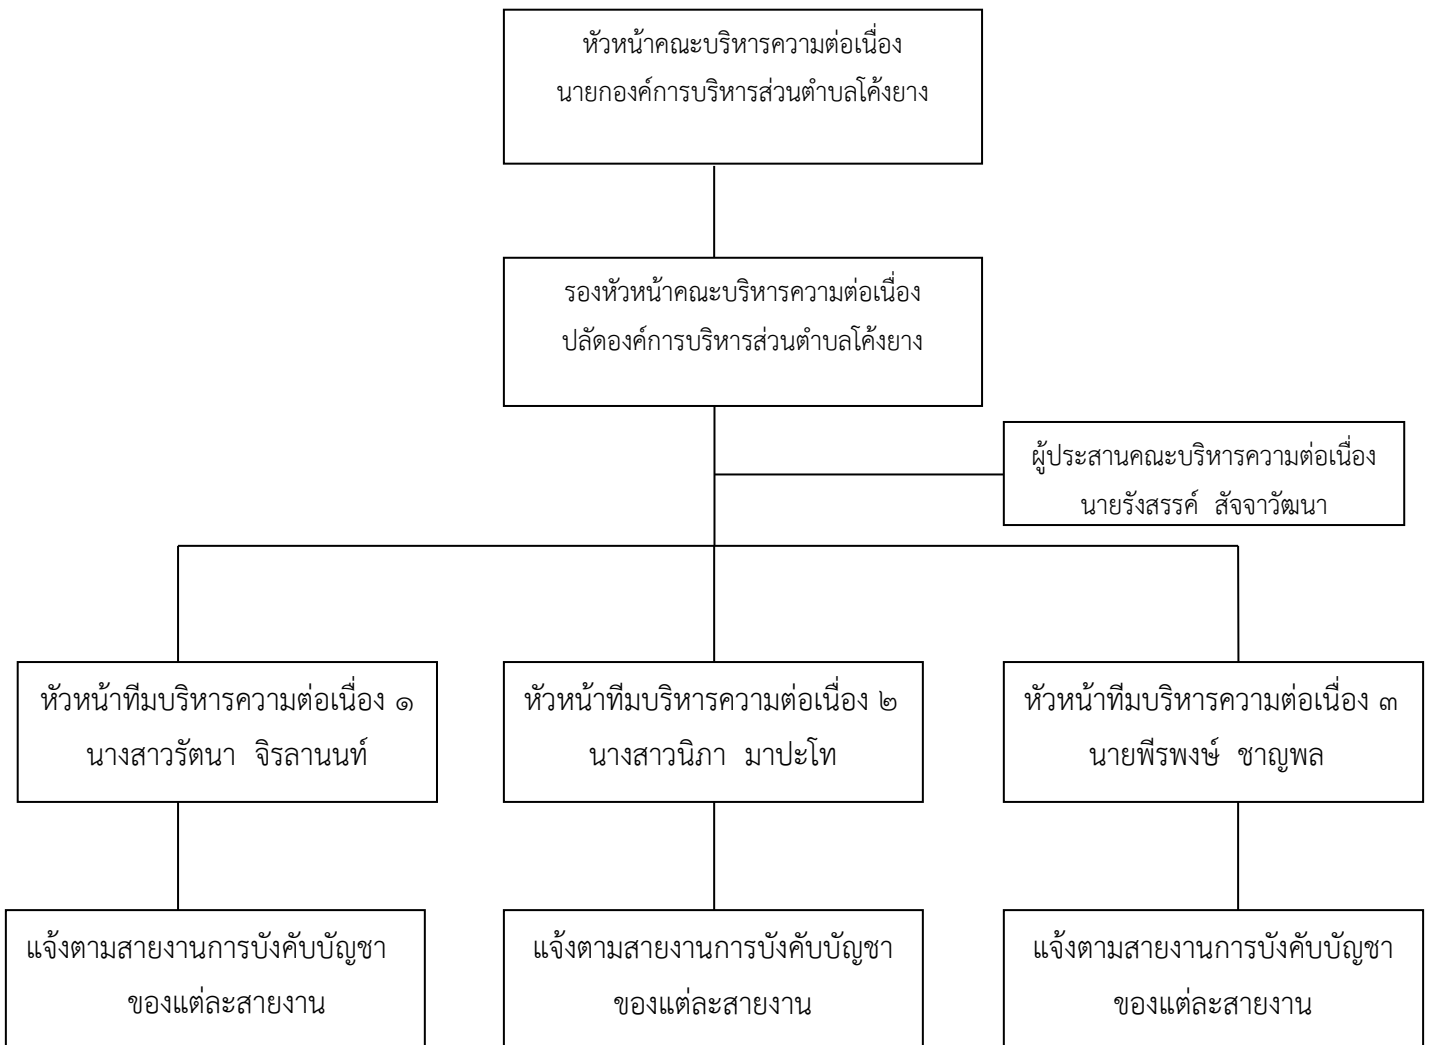 หัวหน้าคณะบริหารความต่อเนื่อง
นายกองค์การบริหารส่วนตำบลโค้งยาง
รองหัวหน้าคณะบริหารความต่อเนื่อง
ปลัดองค์การบริหารส่วนตำบลโค้งยาง
ผู้ประสานคณะบริหารความต่อเนื่อง
นายรังสรรค์ สัจจาวัฒนา
หัวหน้าทีมบริหารความต่อเนื่อง ๑
นางสาวรัตนา จิรลานนท์
หัวหน้าทีมบริหารความต่อเนื่อง ๒
นางสาวนิภา มาปะโท
หัวหน้าทีมบริหารความต่อเนื่อง ๓
นายพีรพงษ์ ชาญพล
แจ้งตามสายงานการบังคับบัญชา
ของแต่ละสายงาน
แจ้งตามสายงานการบังคับบัญชา
ของแต่ละสายงาน
แจ้งตามสายงานการบังคับบัญชา
ของแต่ละสายงาน